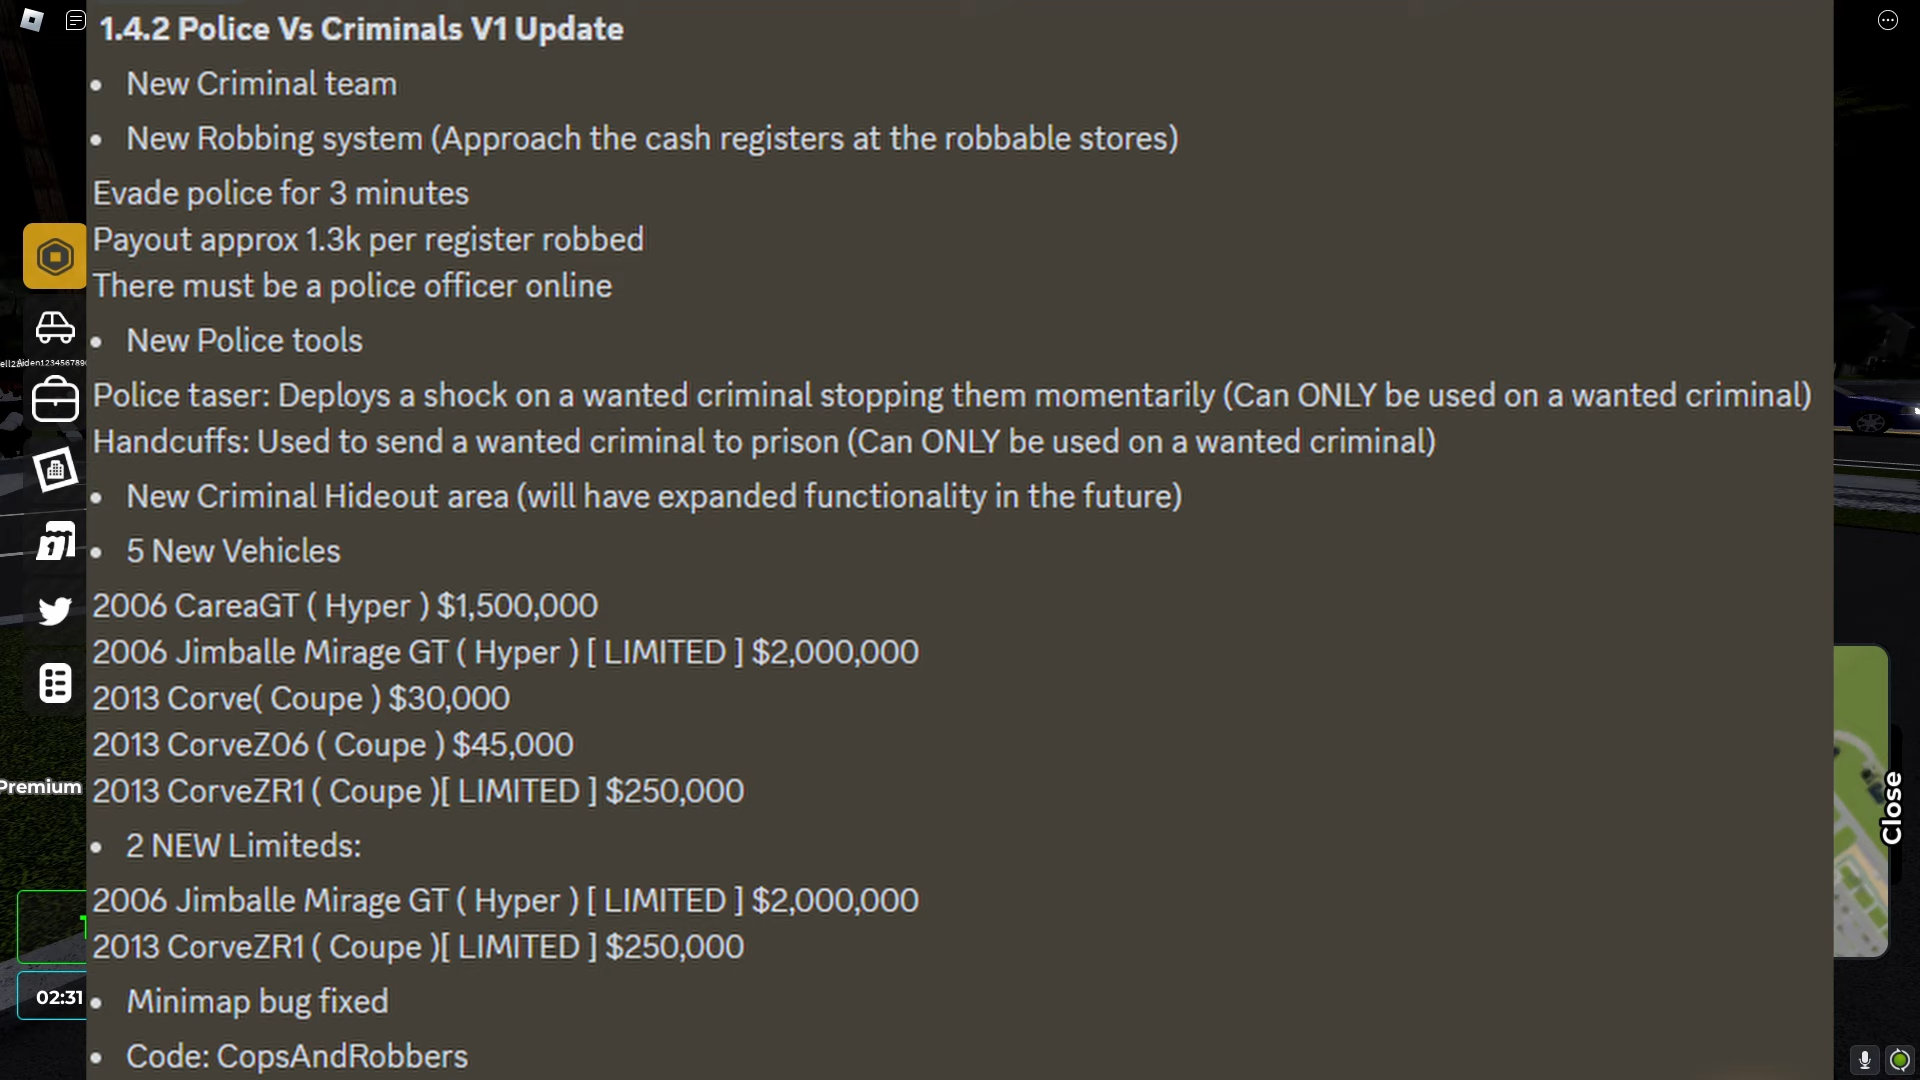 1.4.2 Police Vs Criminals V1 Update
• New Criminal team
• New Robbing system (Approach the cash registers at the robbable stores)
Evade police for 3 minutes
Payout approx 1.3k per register robbed
There must be a police officer online
• New Police tools
Police taser: Deploys a shock on a wanted criminal stopping them momentarily (Can ONLY be used on a wanted criminal)
Handcuffs: Used to send a wanted criminal to prison (Can ONLY be used on a wanted criminal)
• New Criminal Hideout area (will have expanded functionality in the future)
• 5 New Vehicles
2006 CareaGT ( Hyper ) $1,500,000
2006 Jimballe Mirage GT ( Hyper ) [ LIMITED ] $2,000,000
2013 Corve( Coupe ) $30,000
2013 CorveZ06 ( Coupe ) $45,000
2013 CorveZR1 ( Coupe )[ LIMITED ] $250,000
• 2 NEW Limiteds:
2006 Jimballe Mirage GT ( Hyper ) [ LIMITED ] $2,000,000
2013 CorveZR1 ( Coupe )[ LIMITED ] $250,000
• Minimap bug fixed
• Code: CopsAndRobbers
Premium
02:31
Close